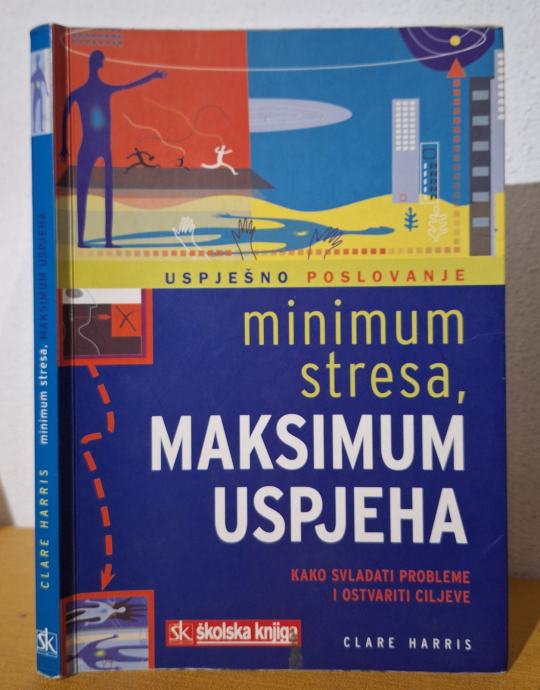 USPJEŠNO POSLOVANJE
minimum
stresa,
MAKSIMUM
USPJEHA
KAKO SVLADATI PROBLEME
I OSTVARITI CILJEVE
sk školska knjiga
CLARE HARRIS
CLARE HARRIS minimum stresa, MAKSIMUM USPJEHA
sk
X